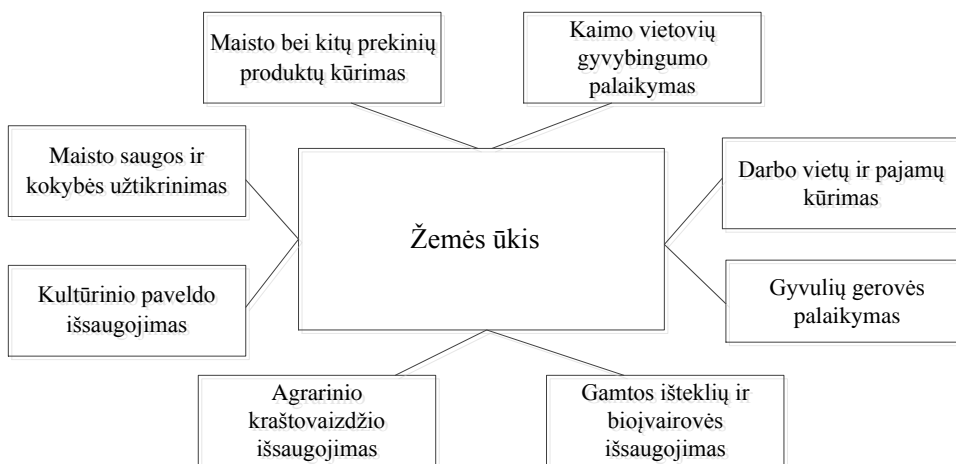 Maisto bei kitų prekinių
produktų kūrimas
Kaimo vietovių
gyvybingumo
palaikymas
Maisto saugos ir
kokybės užtikrinimas
Žemės ūkis
Darbo vietų ir pajamų
kūrimas
Kultūrinio paveldo
išsaugojimas
Gyvulių gerovės
palaikymas
Agrarinio
kraštovaizdžio
išsaugojimas
Gamtos išteklių ir
bioįvairovės
išsaugojimas